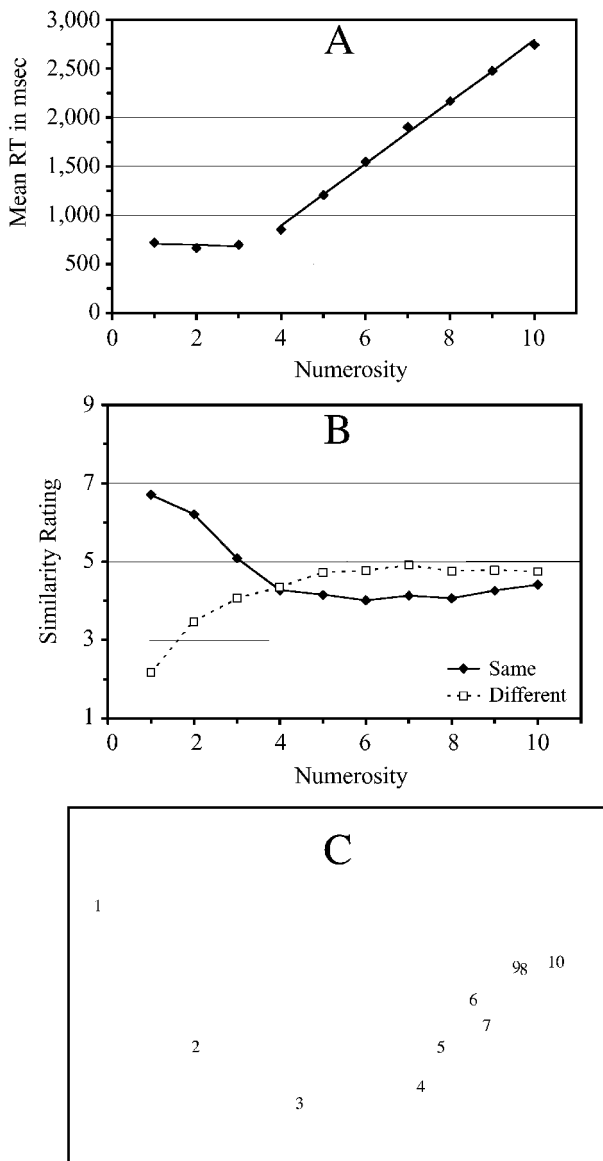 3,000
A
2,500
2,000
1,500
1,000
500
0
Mean RT in msec
0 2 4 6 8 10
Numerosity
9
B
7
5
3
1
Similarity Rating
Same
Different
0 2 4 6 8 10
Numerosity
C
1
98 10
6
7
2 5
4
3